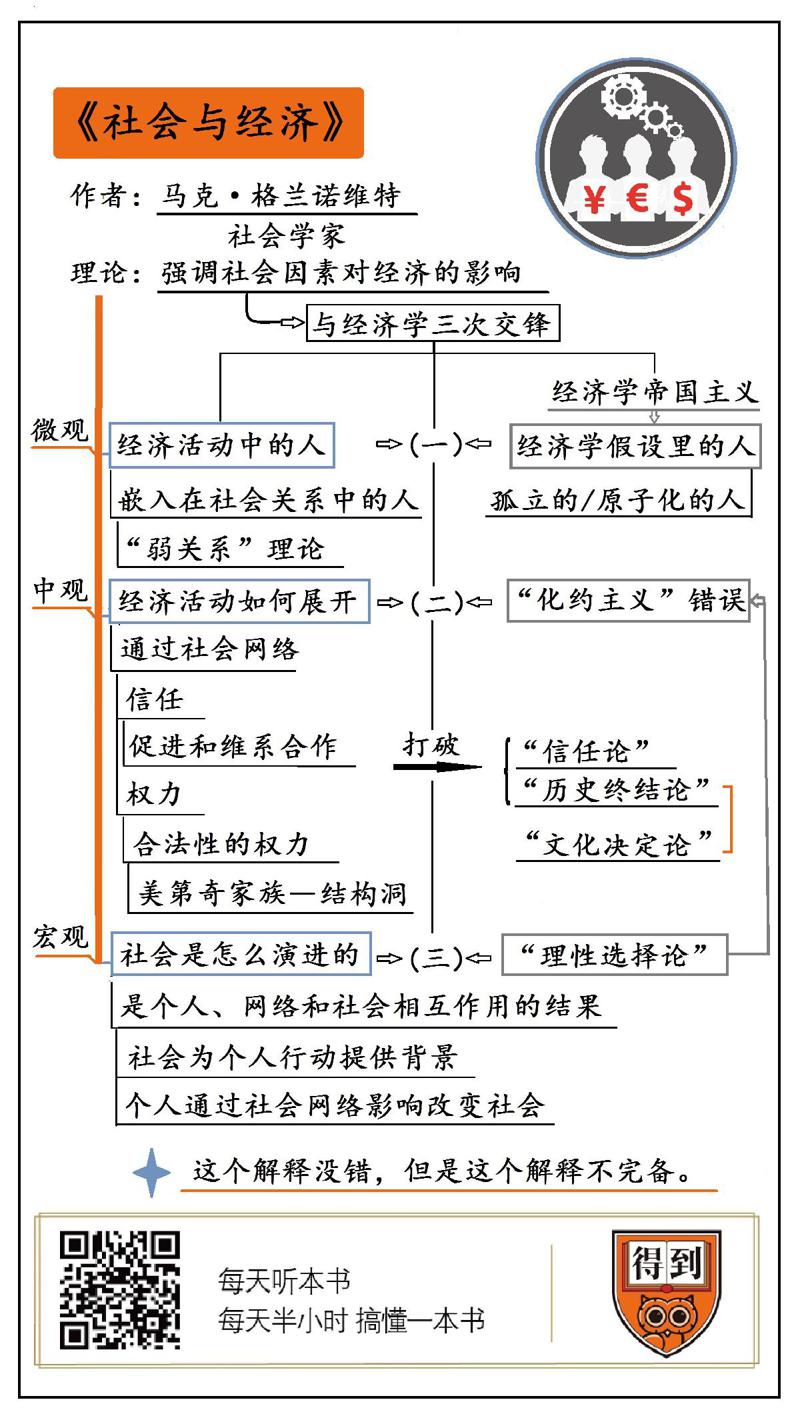 《社会与经济》
¥ € $
作者：马克·格兰诺维特
社会学家
理论：强调社会因素对经济的影响
与经济学三次交锋
经济学帝国主义
微观
经济活动中的人
(一)
经济学假设里的人
嵌入在社会关系中的人
孤立的/原子化的人
“弱关系”理论
中观
经济活动如何展开
(二)
“化约主义”错误
通过社会网络
信任
促进和维系合作
打破
“信任论”
权力
“历史终结论”
合法性的权力
“文化决定论”
美第奇家族—结构洞
宏观
社会是怎么演进的
(三)
“理性选择论”
是个人、网络和社会相互作用的结果
社会为个人行动提供背景
个人通过社会网络影响改变社会
这个解释没错，但是这个解释不完备。
每天听本书
每天半小时 搞懂一本书
得到